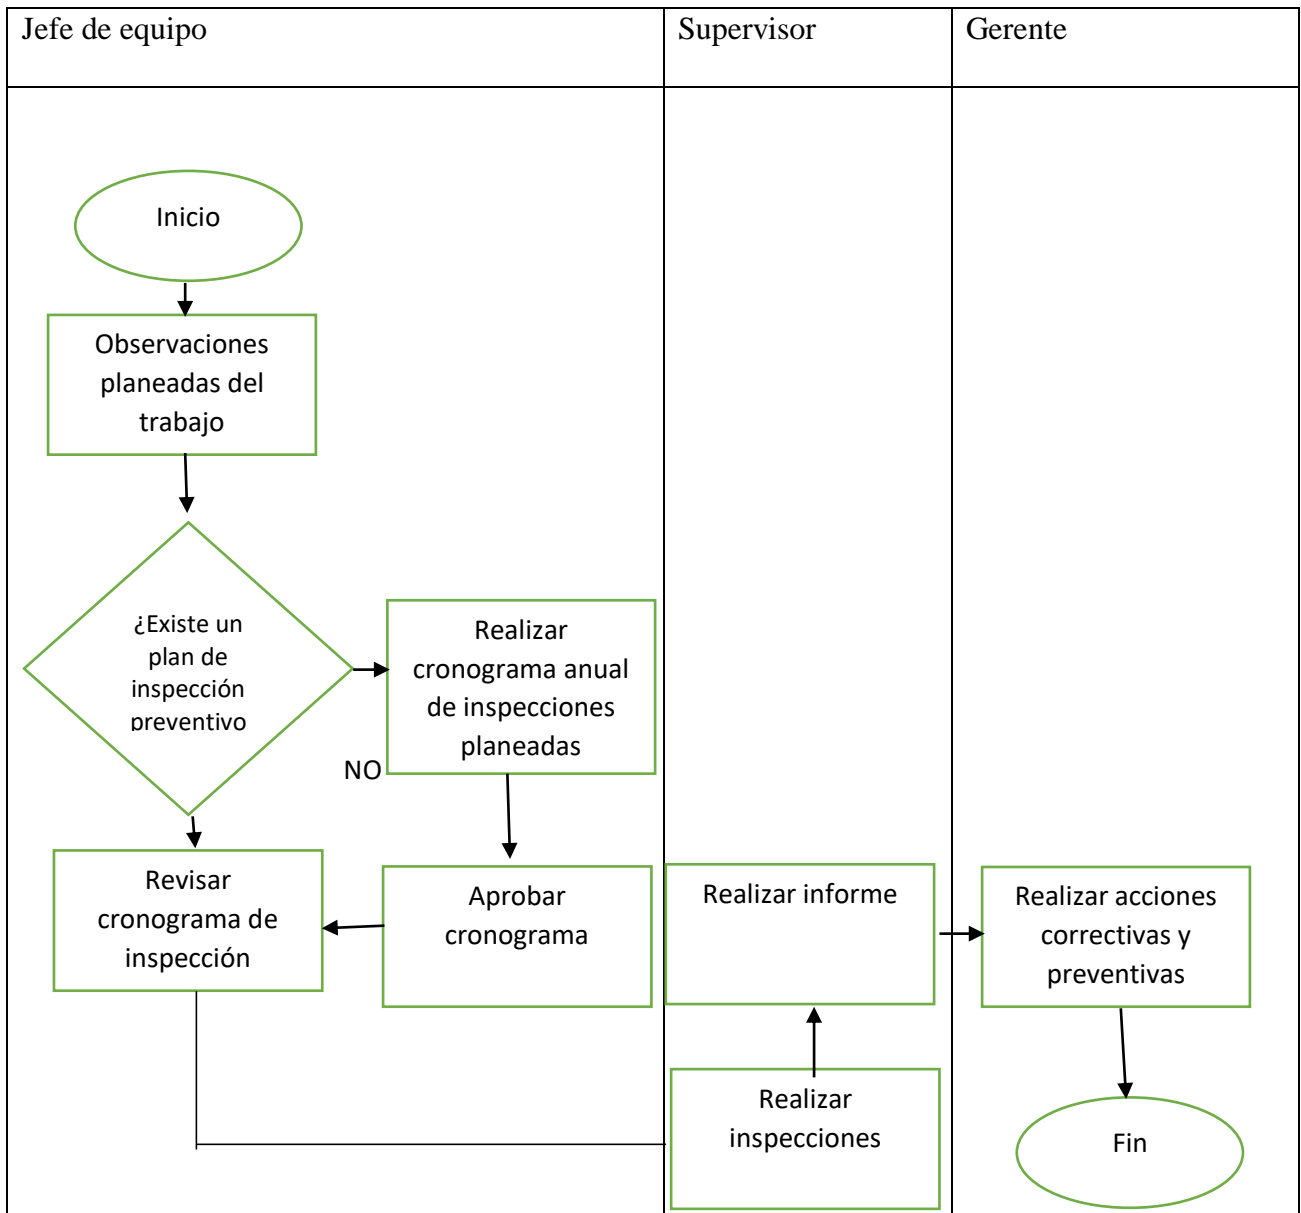 Jefe de equipo
Supervisor
Gerente
Inicio
Observaciones
planeadas del
trabajo
¿Existe un
plan de
inspección
preventivo
Realizar
cronograma anual
de inspecciones
planeadas
NO
Revisar
cronograma de
inspección
Aprobar
cronograma
Realizar informe
Realizar acciones
correctivas y
preventivas
Realizar
inspecciones
Fin